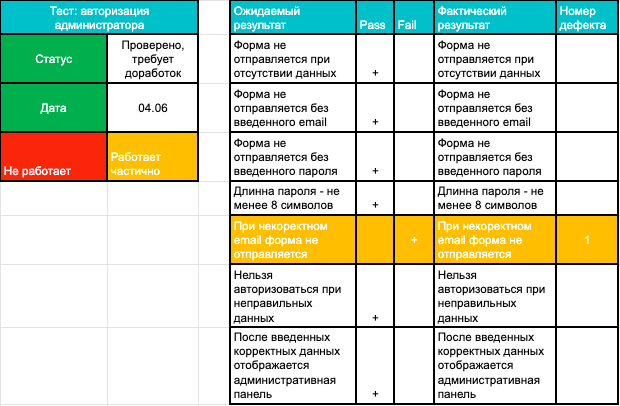 Тест: авторизация
администратора
Статус
Проверено,
требует
доработок
Дата
04.06
Не работает
Работает
частично
Ожидаемый
результат
Pass
Fail
Фактический
результат
Номер
дефекта
Форма не
отправляется при
отсутствии данных
+
Форма не
отправляется при
отсутствии данных
Форма не
отправляется без
введенного email
+
Форма не
отправляется без
введенного email
Форма не
отправляется без
введенного пароля
+
Форма не
отправляется без
введенного пароля
Длинна пароля - не
менее 8 символов
+
Длинна пароля - не
менее 8 символов
При некоректном
email форма не
отправляется
+
При некоректном
email форма не
отправляется
1
Нельзя
авторизоваться при
неправильных
данных
+
Нельзя
авторизоваться при
неправильных
данных
После введенных
корректных данных
отображается
административная
панель
+
После введенных
корректных данных
отображается
административная
панель